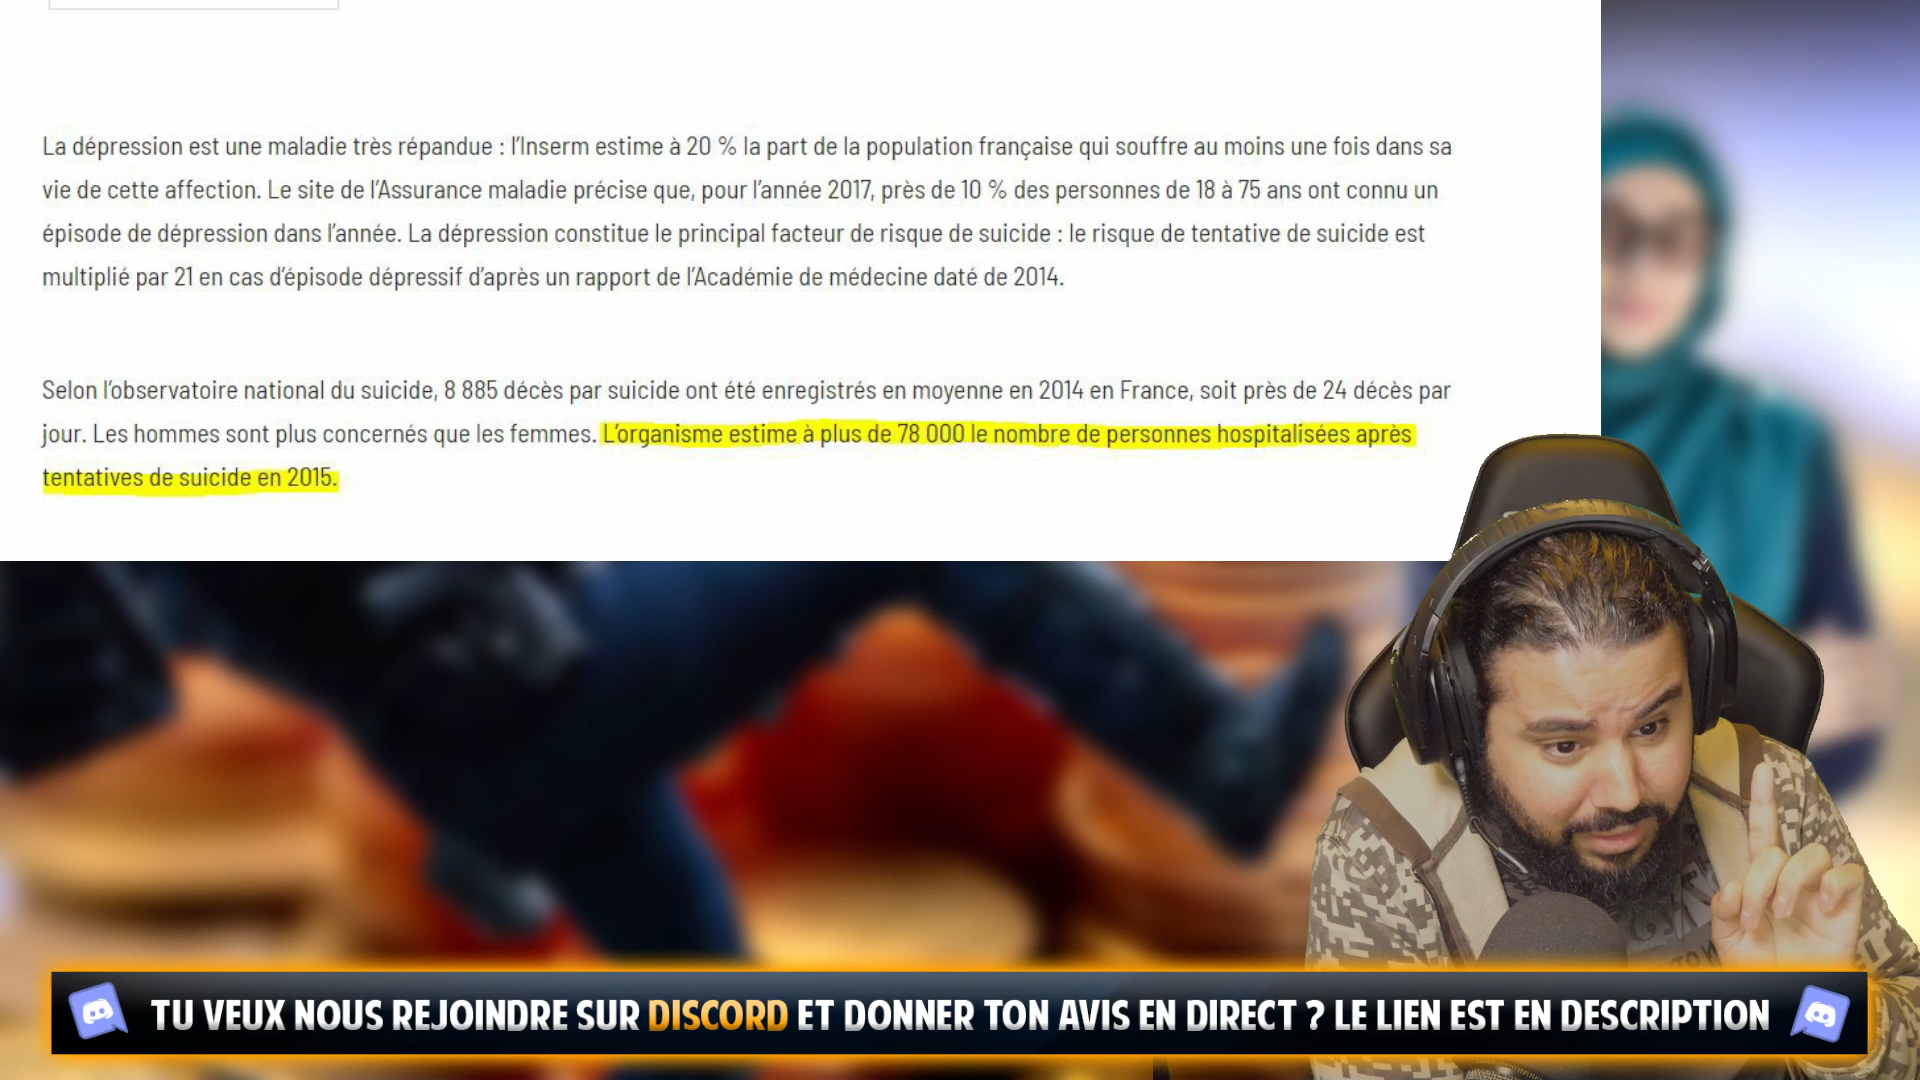 La dépression est une maladie très répandue : l’Inserm estime à 20 % la part de la population française qui souffre au moins une fois dans sa
vie de cette affection. Le site de l’Assurance maladie précise que, pour l’année 2017, près de 10 % des personnes de 18 à 75 ans ont connu un
épisode de dépression dans l’année. La dépression constitue le principal facteur de risque de suicide : le risque de tentative de suicide est
multiplié par 21 en cas d’épisode dépressif d’après un rapport de l’Académie de médecine daté de 2014.
Selon l’observatoire national du suicide, 8 885 décès par suicide ont été enregistrés en moyenne en 2014 en France, soit près de 24 décès par
jour. Les hommes sont plus concernés que les femmes. L’organisme estime à plus de 78 000 le nombre de personnes hospitalisées après
tentatives de suicide en 2015.
TU VEUX NOUS REJOINDRE SUR DISCORD ET DONNER TON AVIS EN DIRECT ? LE LIEN EST EN DESCRIPTION